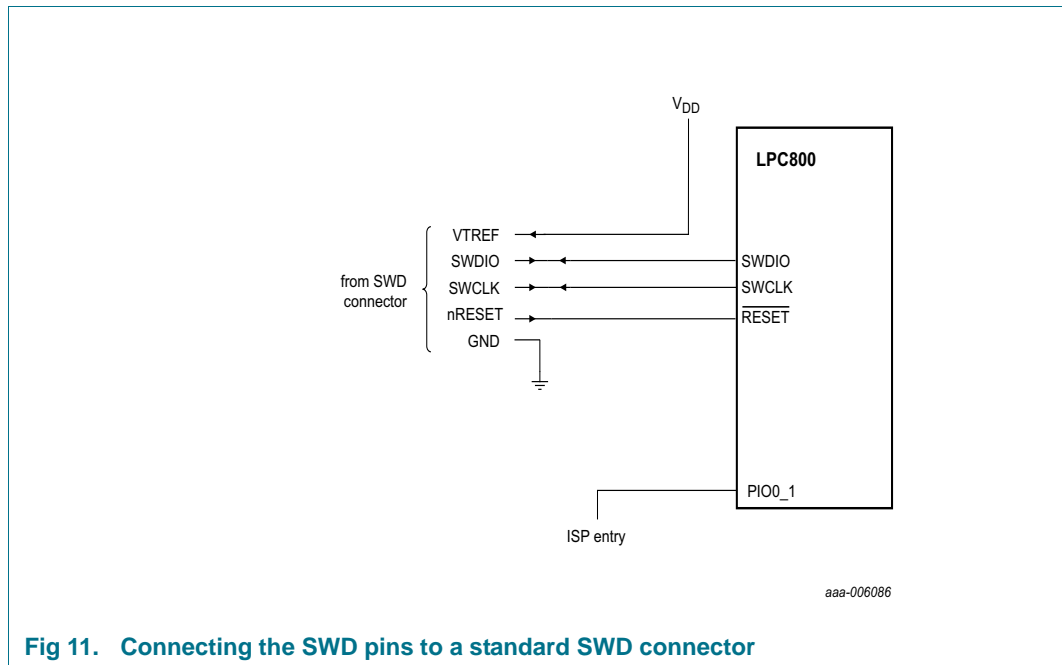 VDD
LPC800
VTREF
SWDIO
SWCLK
nRESET
GND
from SWD
connector
SWDIO
SWCLK
RESET
PIO0_1
ISP entry
aaa-006086
Fig 11. Connecting the SWD pins to a standard SWD connector